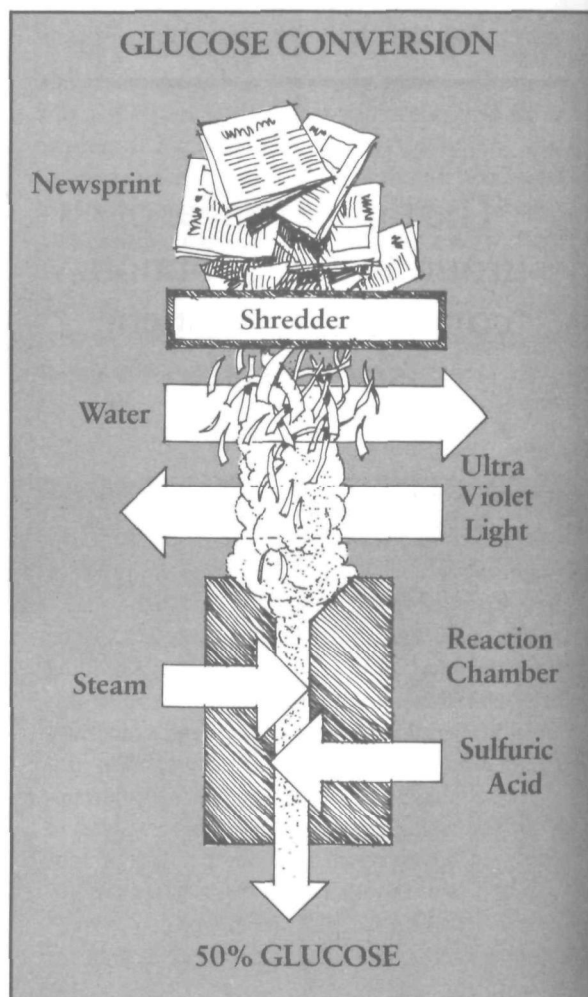 GLUCOSE CONVERSION
Newsprint
Shredder
Water
Ultra
Violet
Light
Reaction
Chamber
Steam
Sulfuric
Acid
50% GLUCOSE